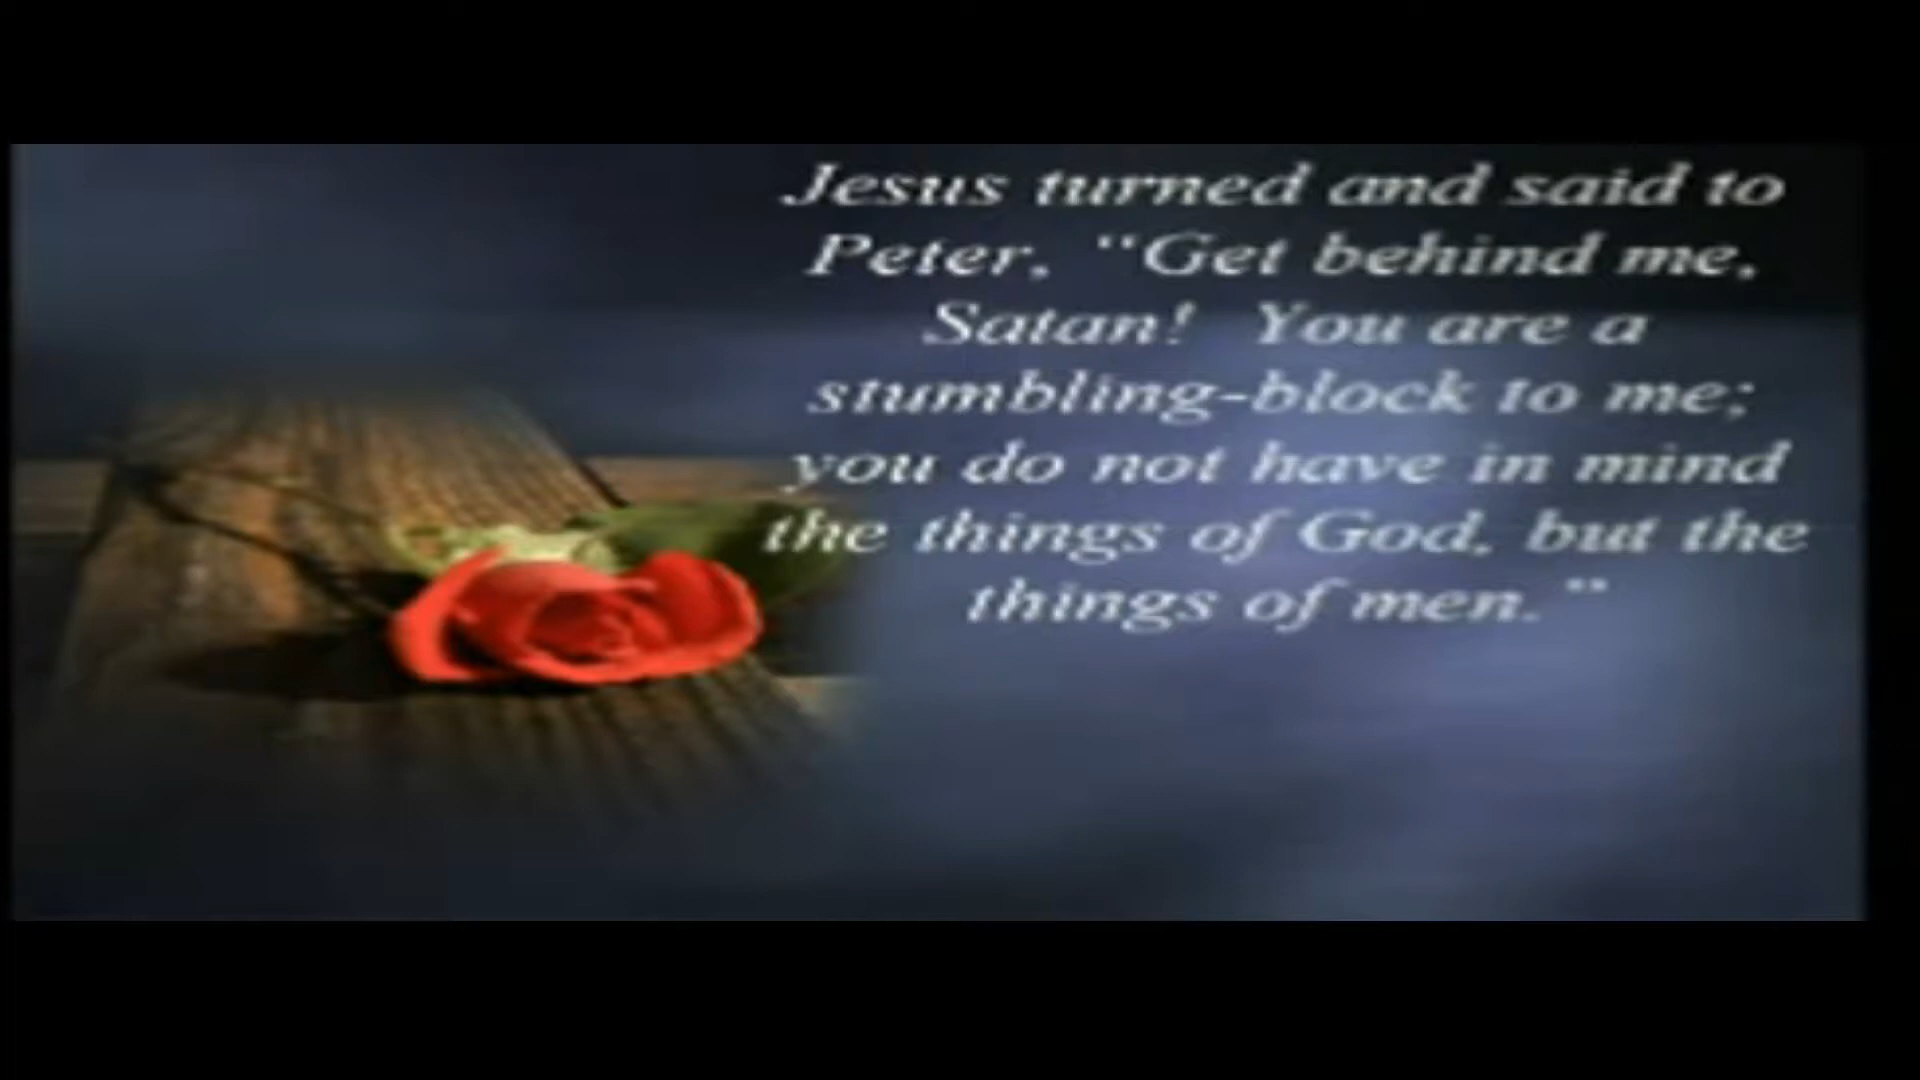 Jesus turned and said to
Peter, "Get behind me,
Satan! You are a
stumbling-block to me;
you do not have in mind
the things of God, but the
things of men."